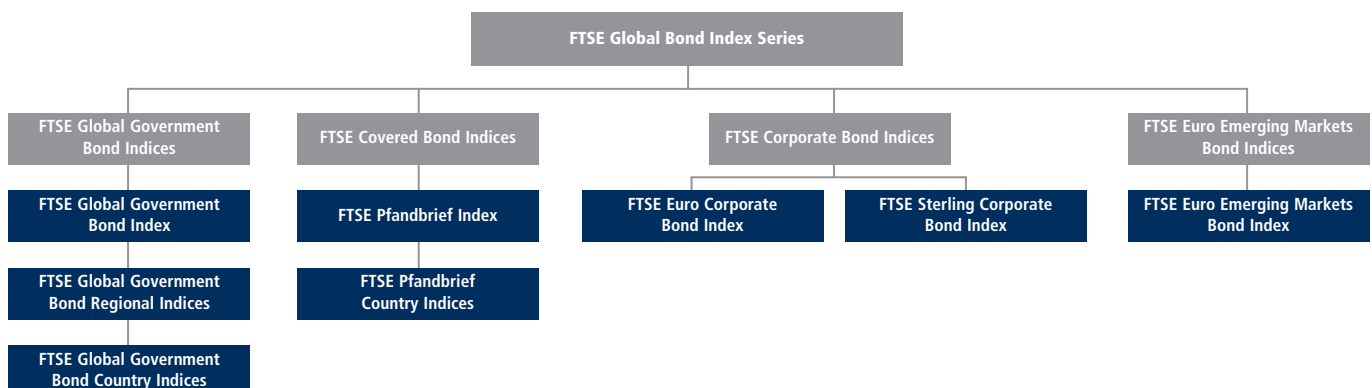 FTSE Global Bond Index Series
FTSE Global Government
Bond Indices
FTSE Covered Bond Indices
FTSE Corporate Bond Indices
FTSE Euro Emerging Markets
Bond Indices
FTSE Global Government
Bond Index
FTSE Pfandbrief Index
FTSE Euro Corporate
Bond Index
FTSE Sterling Corporate
Bond Index
FTSE Euro Emerging Markets
Bond Index
FTSE Global Government
Bond Regional Indices
FTSE Pfandbrief
Country Indices
FTSE Global Government
Bond Country Indices